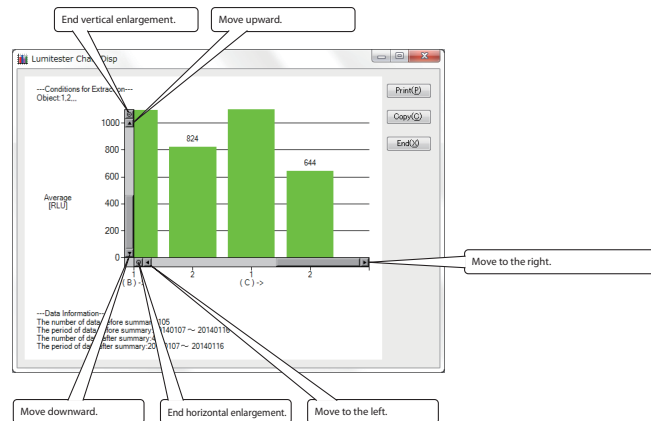 End vertical enlargement.
Move upward.
Lumitester Cha Disp
---Conditions for Extraction---
Object:1,2...
Print(P)
Copy(C)
End(X)
1000
800
600
400
200
0
824
644
Average
[RLU]
1 2 1 2
( B ) -> ( C ) ->
Move to the right.
---Data Information---
The number of data before summary:105
The period of data before summary:20140107 ~ 20140116
The number of data after summary:4
The period of data after summary:20140107 ~ 20140116
Move downward.
End horizontal enlargement.
Move to the left.